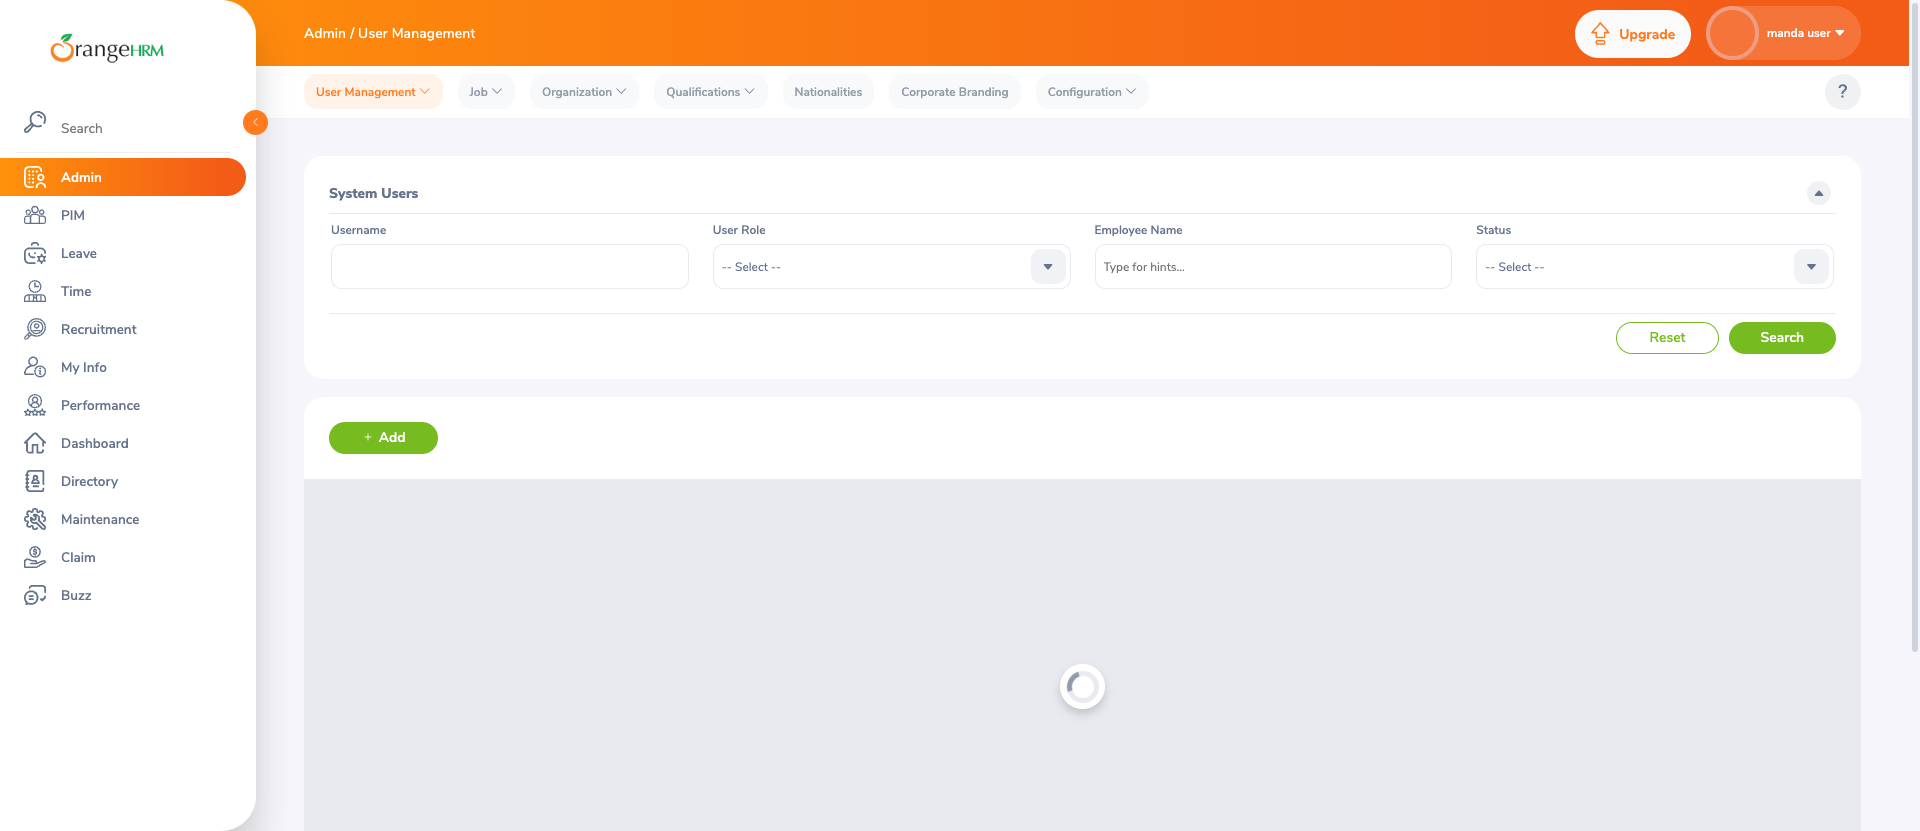 OrangeHRM
Admin / User Management
Upgrade
manda user
User Management
Job
Organization
Qualifications
Nationalities
Corporate Branding
Configuration
?
Search
Admin
PIM
Leave
Time
Recruitment
My Info
Performance
Dashboard
Directory
Maintenance
Claim
Buzz
System Users
Username
User Role
Employee Name
Status
-- Select --
Type for hints...
-- Select --
Reset
Search
+ Add